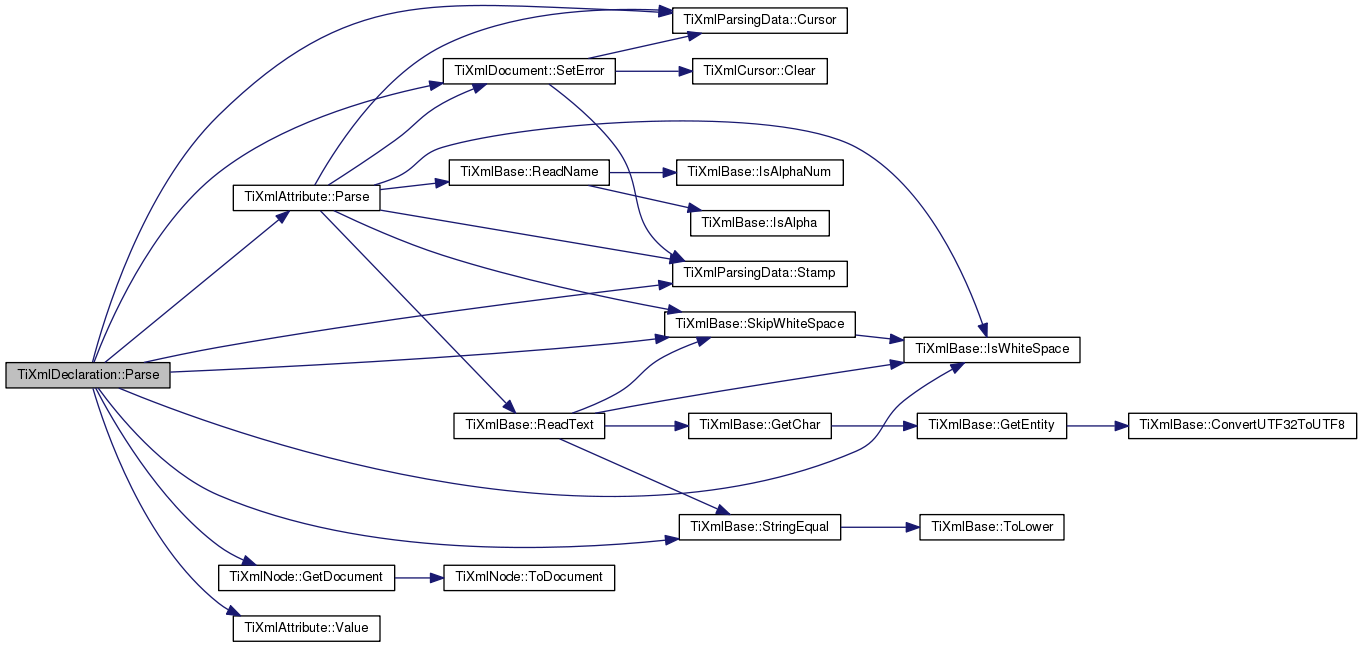 TiXmlParsingData::Cursor
TiXmlDocument::SetError
TiXmlCursor::Clear
TiXmlBase::ReadName
TiXmlBase::IsAlphaNum
TiXmlAttribute::Parse
TiXmlBase::IsAlpha
TiXmlParsingData::Stamp
TiXmlBase::SkipWhiteSpace
TiXmlBase::IsWhiteSpace
TiXmlDeclaration::Parse
TiXmlBase::ReadText
TiXmlBase::GetChar
TiXmlBase::GetEntity
TiXmlBase::ConvertUTF32ToUTF8
TiXmlBase::StringEqual
TiXmlBase::ToLower
TiXmlNode::GetDocument
TiXmlNode::ToDocument
TiXmlAttribute::Value